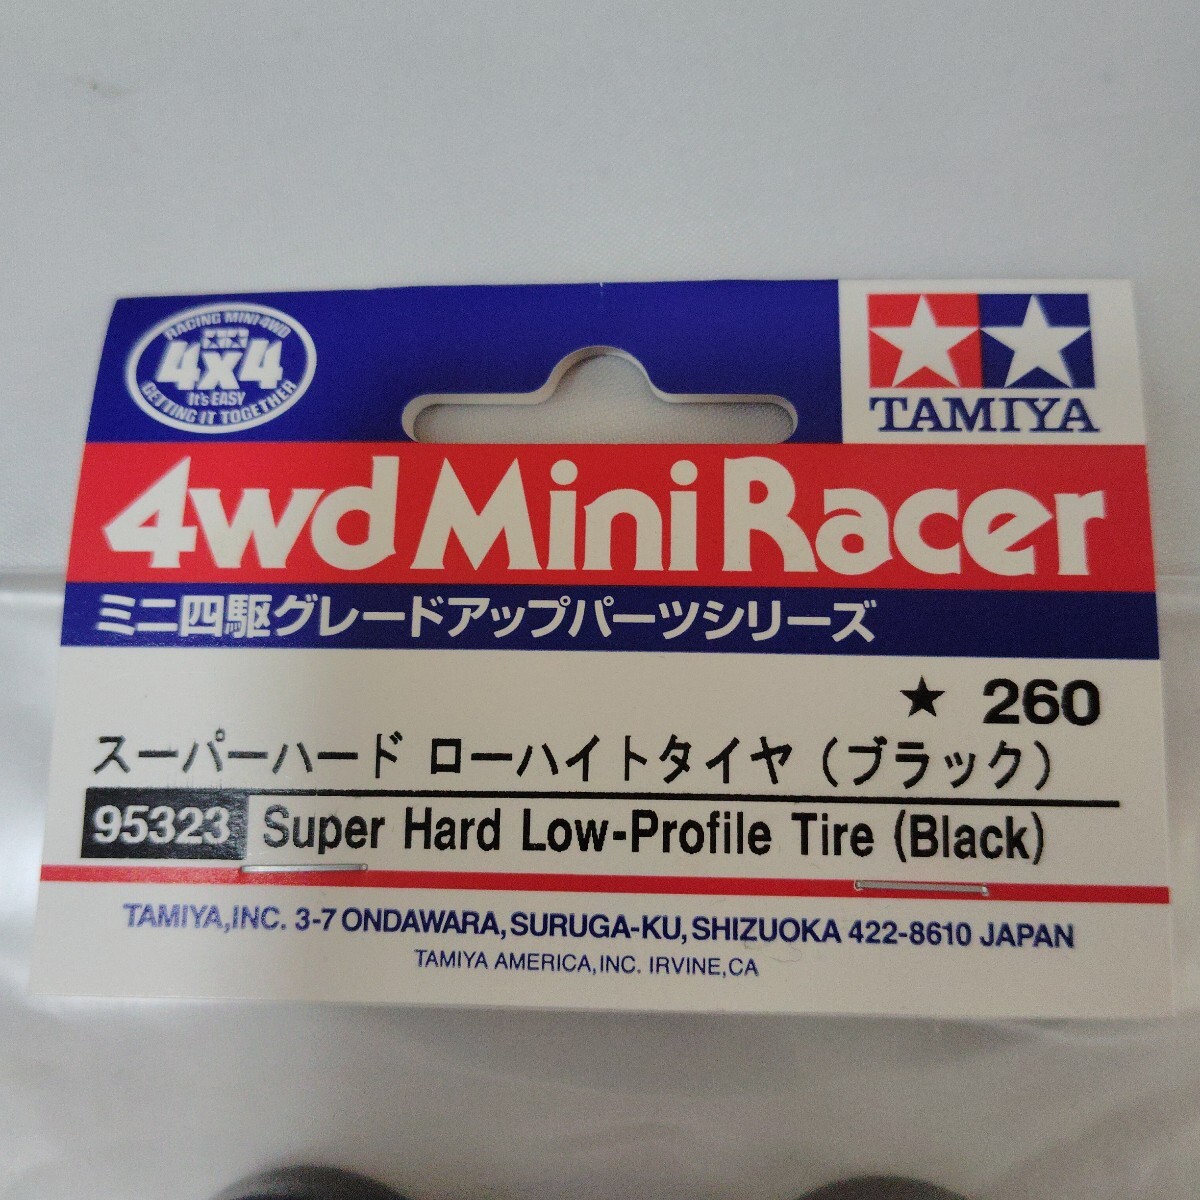 RACING MINI 4WD
4x4
It's EASY
GETTING IT TOGETHER
TAMIYA
4wd Mini Racer
ミニ四駆グレードアップパーツシリーズ
★ 260
スーパーハード ローハイトタイヤ（ブラック）
95323 Super Hard Low-Profile Tire (Black)
TAMIYA,INC. 3-7 ONDAWARA, SURUGA-KU, SHIZUOKA 422-8610 JAPAN
TAMIYA AMERICA,INC. IRVINE,CA